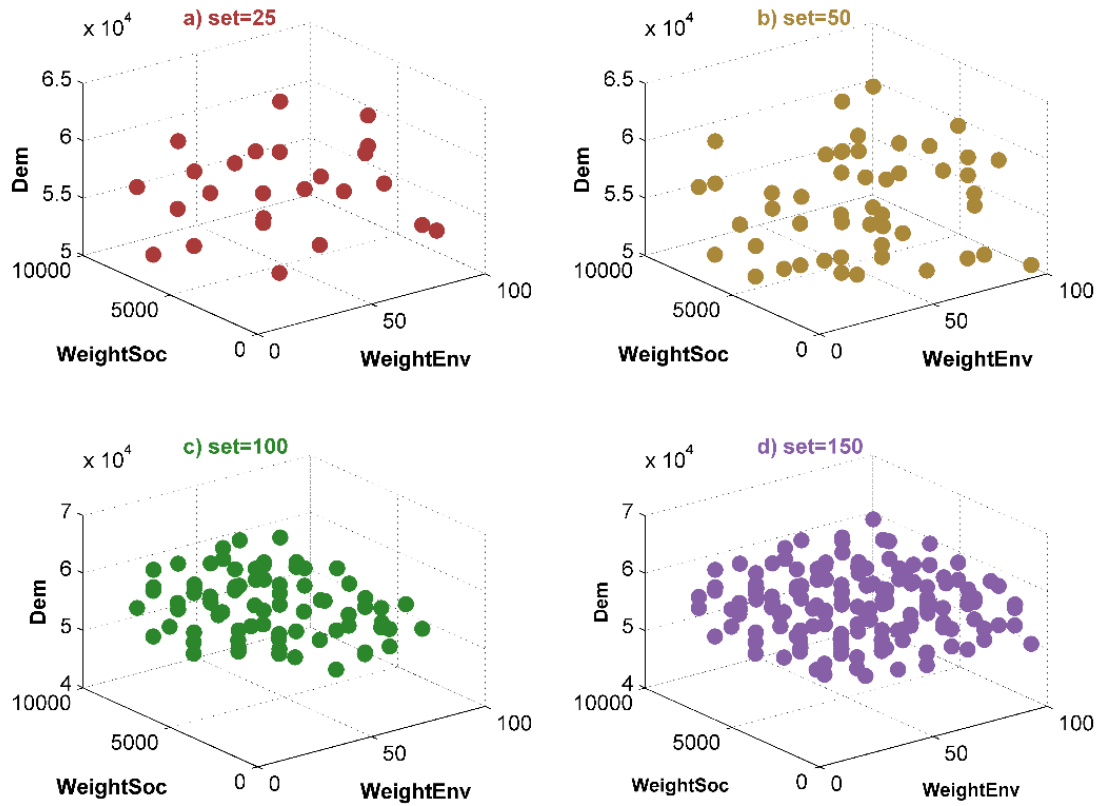 a) set=25
x 10^4
6.5
6
5.5
5
Dem
10000
5000
0
WeightSoc
0
50
100
WeightEnv
b) set=50
x 10^4
6.5
6
5.5
5
Dem
10000
5000
0
WeightSoc
0
50
100
WeightEnv
c) set=100
x 10^4
7
6
5
4
Dem
10000
5000
0
WeightSoc
0
50
100
WeightEnv
d) set=150
x 10^4
7
6
5
4
Dem
10000
5000
0
WeightSoc
0
50
100
WeightEnv